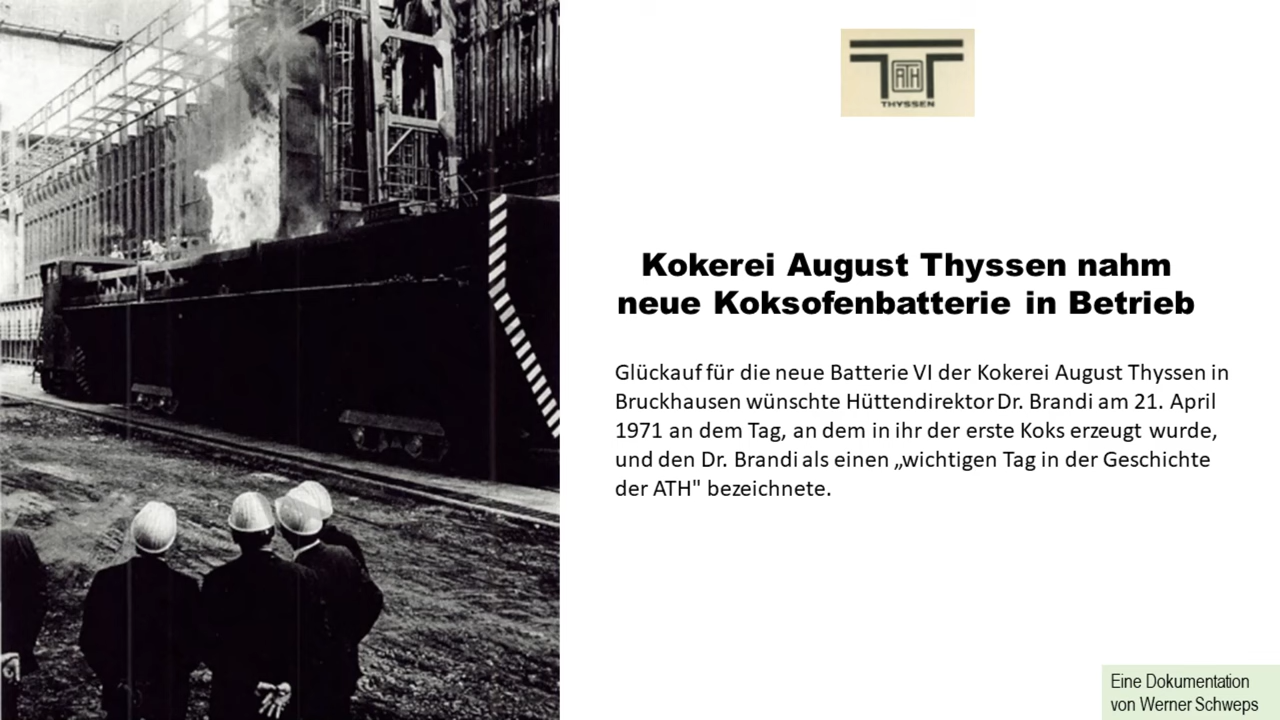 ATH
THYSSEN
Kokerei August Thyssen nahm
neue Koksofenbatterie in Betrieb
Glückauf für die neue Batterie VI der Kokerei August Thyssen in
Bruckhausen wünschte Hüttendirektor Dr. Brandi am 21. April
1971 an dem Tag, an dem in ihr der erste Koks erzeugt wurde,
und den Dr. Brandi als einen „wichtigen Tag in der Geschichte
der ATH" bezeichnete.
Eine Dokumentation
von Werner Schweps